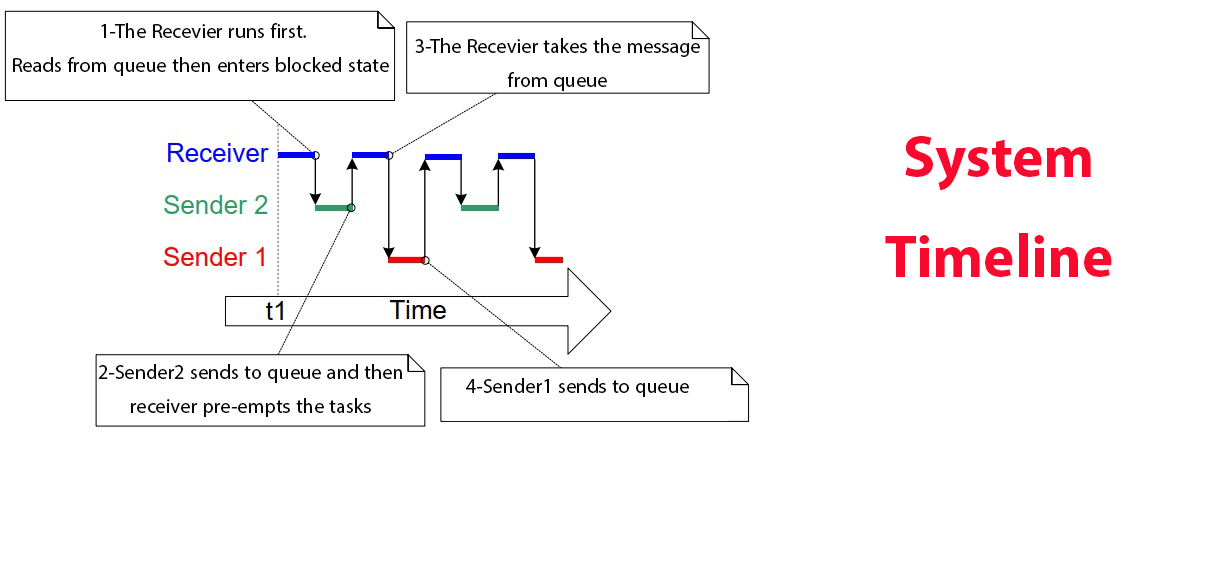 1-The Recevier runs first.
Reads from queue then enters blocked state
3-The Recevier takes the message
from queue
Receiver
Sender 2
Sender 1
t1
Time
2-Sender2 sends to queue and then
receiver pre-empts the tasks
4-Sender1 sends to queue
System
Timeline